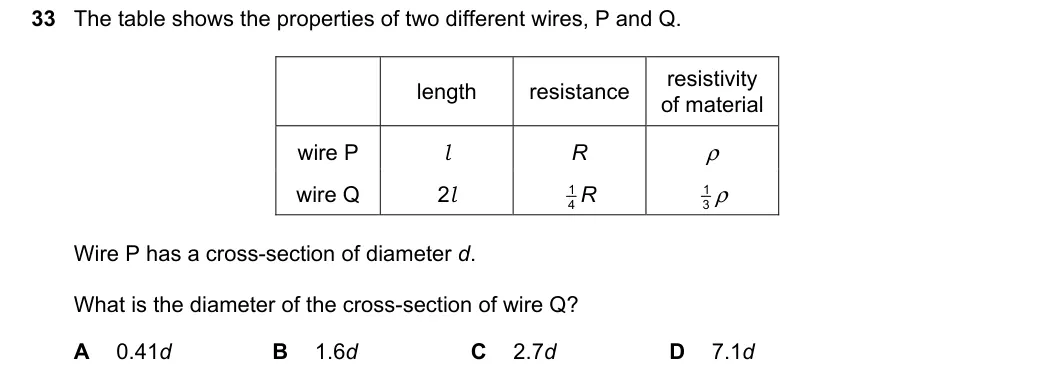 33 The table shows the properties of two different wires, P and Q.
length resistance resistivity of material
wire P l R ρ
wire Q 2l 1/4 R 1/3 ρ
Wire P has a cross-section of diameter d.
What is the diameter of the cross-section of wire Q?
A 0.41d B 1.6d C 2.7d D 7.1d